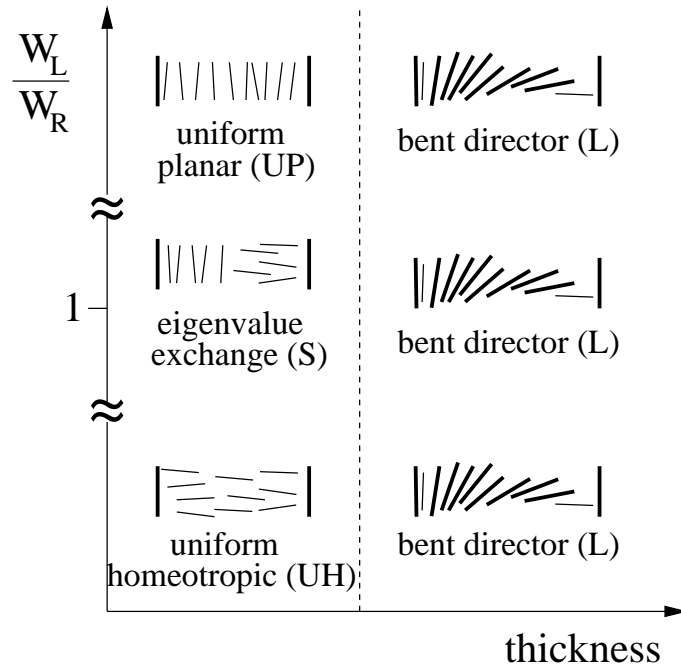 W_L
W_R
uniform
planar (UP)
bent director (L)
1
eigenvalue
exchange (S)
bent director (L)
uniform
homeotropic (UH)
bent director (L)
thickness